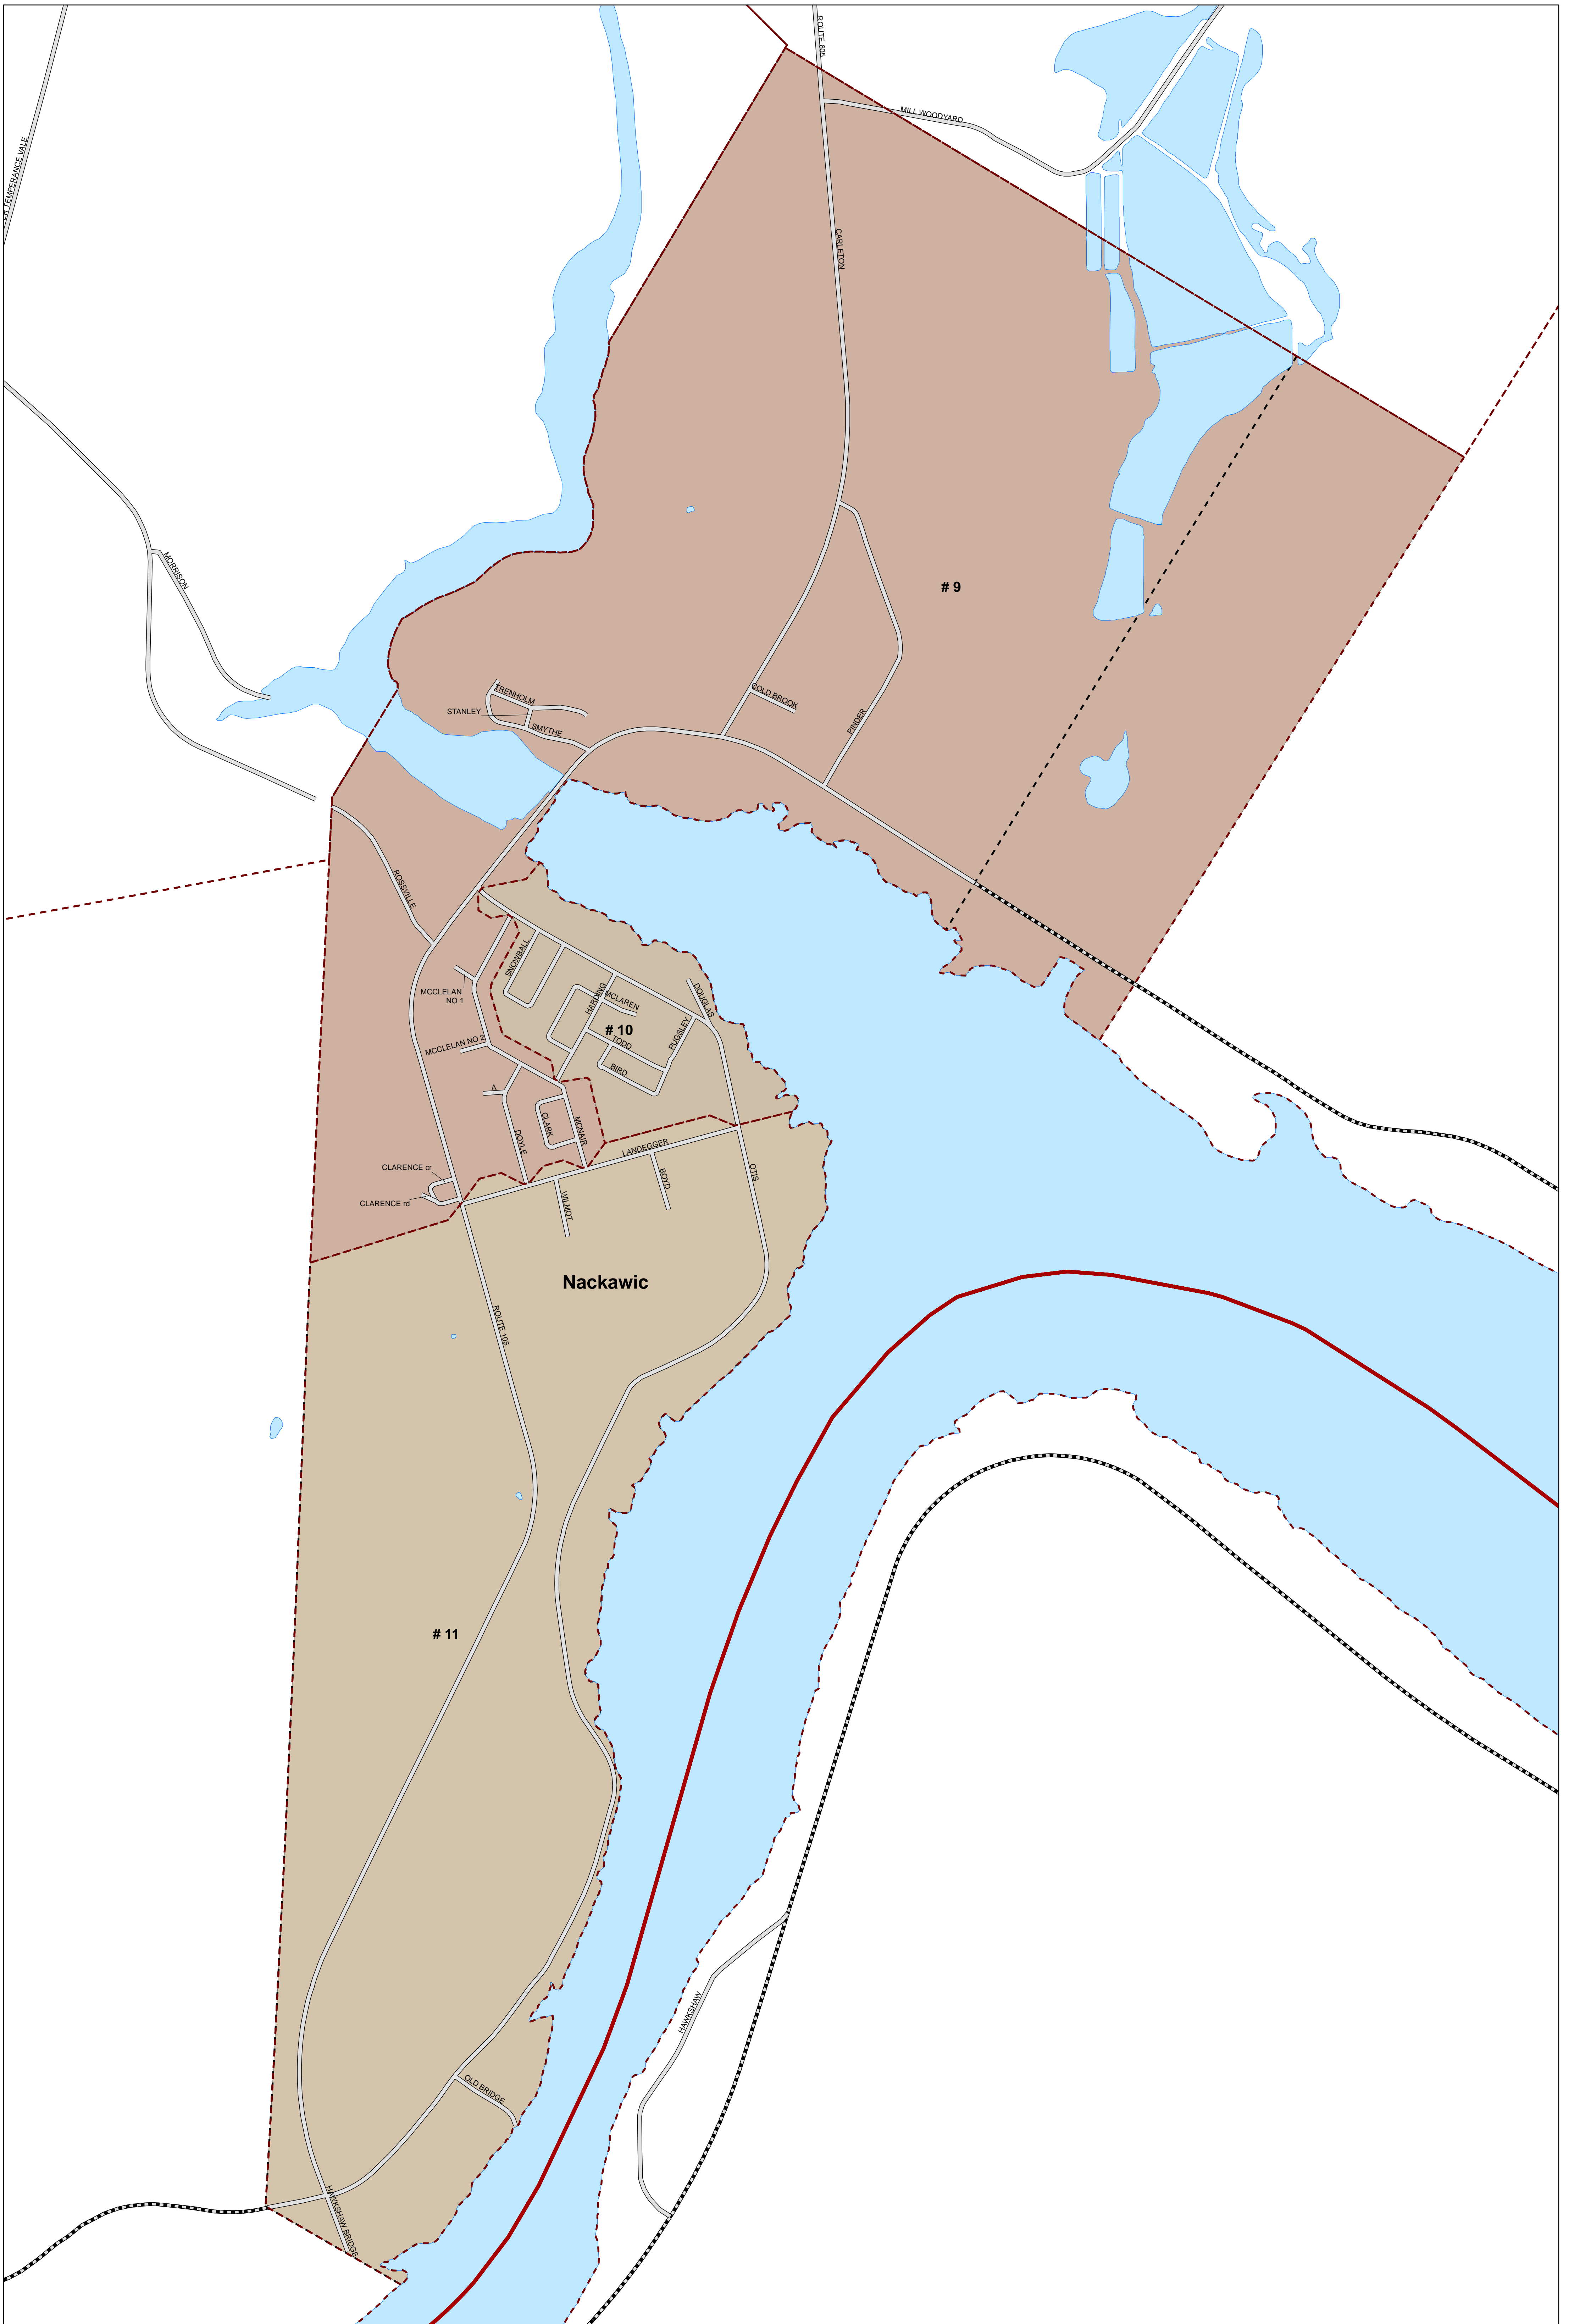 ROUTE 605
MILL WOODYARD
ER TEMPERANCE VALE
CARLETON
MORRISON
# 9
TRENHOLM
STANLEY
SMYTHE
COLD BROOK
PINDER
ROSSVILLE
SNOWBALL
MCCLELAN
NO 1
HARDING
MCLAREN
DOUGLAS
# 10
MCCLELAN NO 2
TODD
PUGSLEY
BIRD
A
CLARK
MCNAIR
DOYLE
LANDEGGER
CLARENCE cr
CLARENCE rd
WILMOT
BOYD
OTIS
Nackawic
ROUTE 105
# 11
HAWKSHAW
OLD BRIDGE
HAWKSHAW BRIDGE